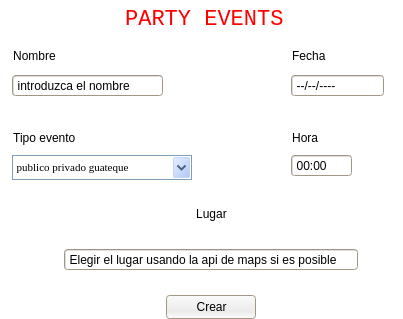 PARTY EVENTS
Nombre
Fecha
introduzca el nombre
--/--/----
Tipo evento
Hora
publico privado guateque
00:00
Lugar
Elegir el lugar usando la api de maps si es posible
Crear